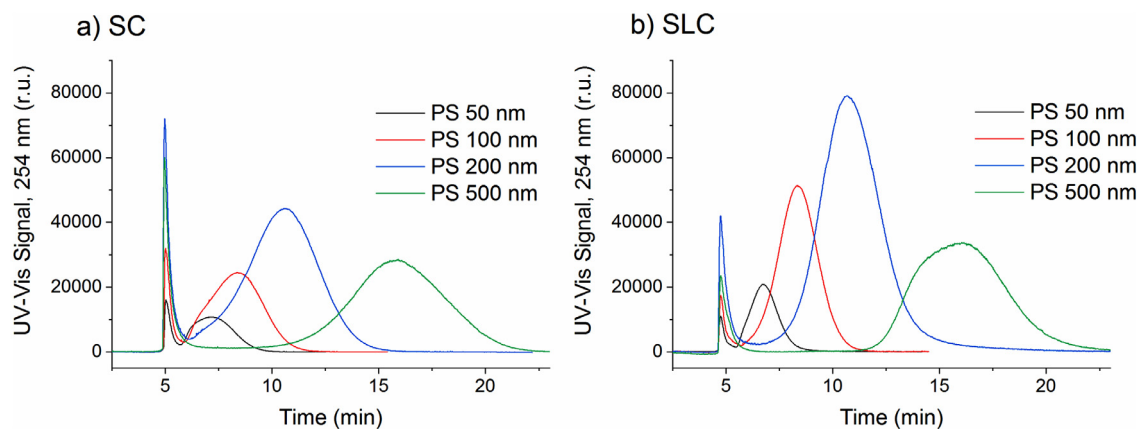 a) SC
UV-Vis Signal, 254 nm (r.u.)
80000
60000
40000
20000
0
PS 50 nm
PS 100 nm
PS 200 nm
PS 500 nm
5 10 15 20
Time (min)
b) SLC
UV-Vis Signal, 254 nm (r.u.)
80000
60000
40000
20000
0
PS 50 nm
PS 100 nm
PS 200 nm
PS 500 nm
5 10 15 20
Time (min)